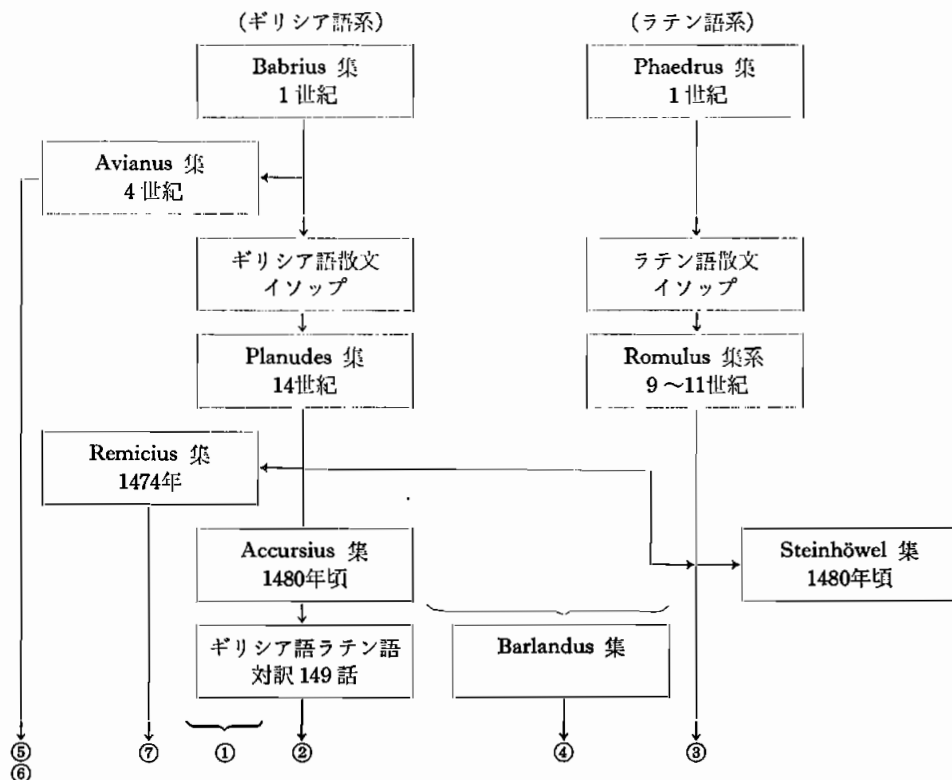 (ギリシア語系)
(ラテン語系)
Babrius 集
1世紀
Phaedrus 集
1世紀
Avianus 集
4世紀
ギリシア語散文
イソップ
ラテン語散文
イソップ
Planudes 集
14世紀
Romulus 集系
9〜11世紀
Remicius 集
1474年
Accursius 集
1480年頃
Steinhöwel 集
1480年頃
ギリシア語ラテン語
対訳149話
Barlandus 集
⑤
⑥
⑦
①
②
④
③